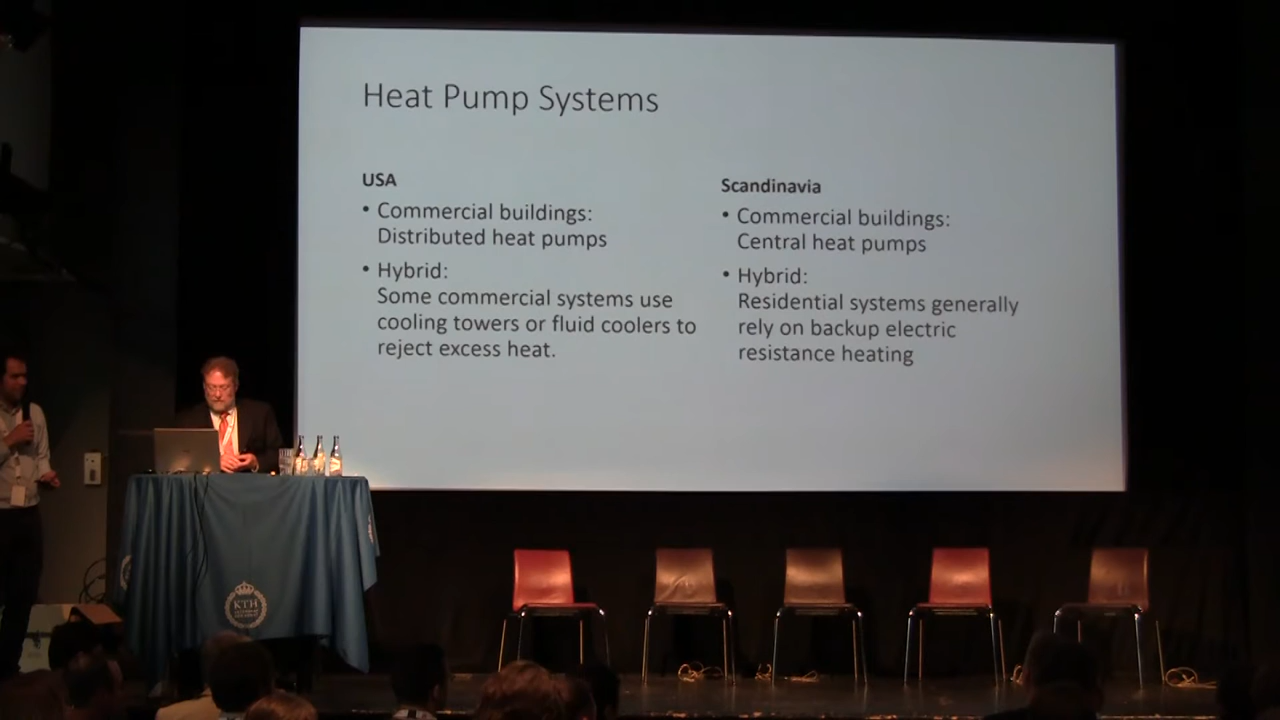 Heat Pump Systems
USA
• Commercial buildings:
Distributed heat pumps
• Hybrid:
Some commercial systems use
cooling towers or fluid coolers to
reject excess heat.
Scandinavia
• Commercial buildings:
Central heat pumps
• Hybrid:
Residential systems generally
rely on backup electric
resistance heating
KTH